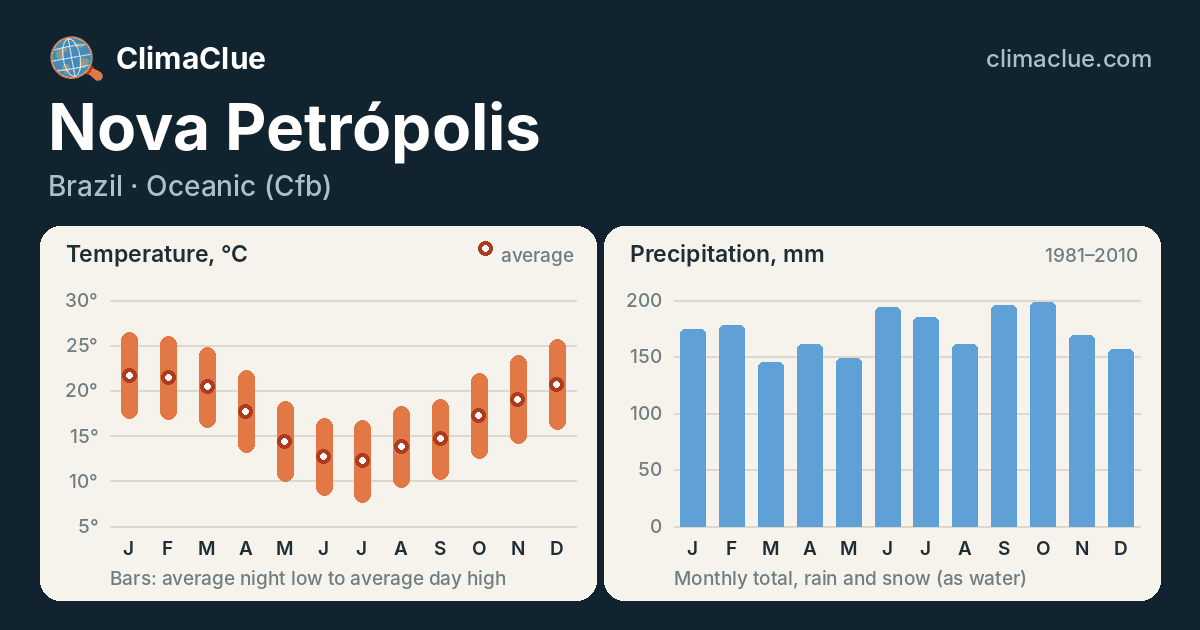 ClimaClue
climaclue.com
Nova Petrópolis
Brazil · Oceanic (Cfb)
Temperature, °C
average
30°
25°
20°
15°
10°
5°
J F M A M J J A S O N D
Bars: average night low to average day high
Precipitation, mm
1981–2010
200
150
100
50
0
J F M A M J J A S O N D
Monthly total, rain and snow (as water)